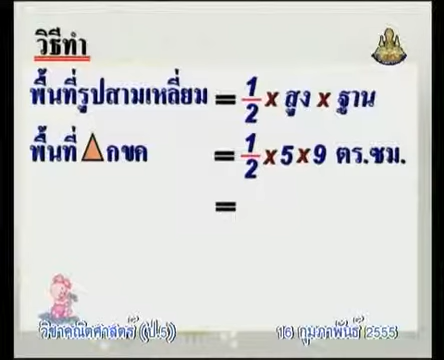 วิธีทำ
พื้นที่รูปสามเหลี่ยม = 1/2 x สูง x ฐาน
พื้นที่ △ กขค = 1/2 x 5 x 9 ตร.ซม.
=
วิชาคณิตศาสตร์ (ป.5)
16 กุมภาพันธ์ 2555